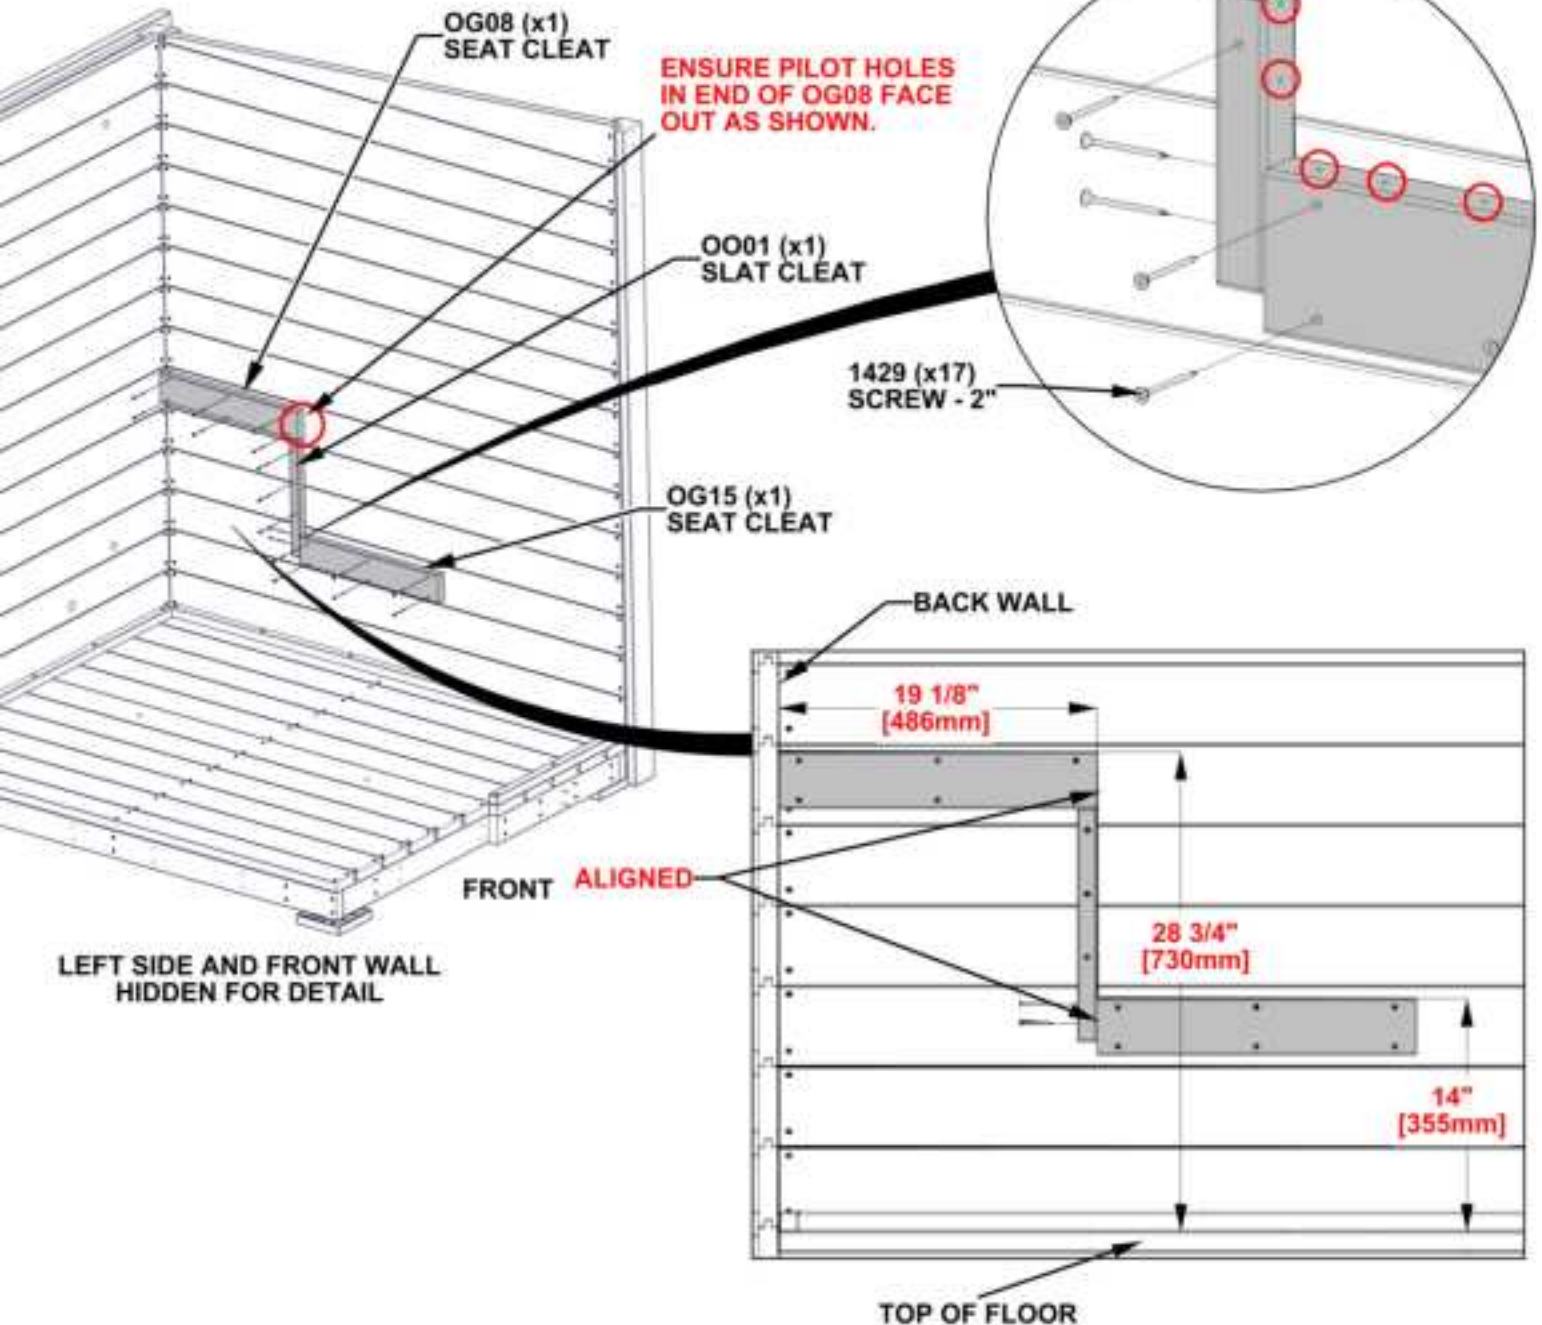 OG08 (x1)
SEAT CLEAT
ENSURE PILOT HOLES
IN END OF OG08 FACE
OUT AS SHOWN.
OO01 (x1)
SLAT CLEAT
1429 (x17)
SCREW - 2"
OG15 (x1)
SEAT CLEAT
BACK WALL
19 1/8"
[486mm]
FRONT
ALIGNED
28 3/4"
[730mm]
LEFT SIDE AND FRONT WALL
HIDDEN FOR DETAIL
14"
[355mm]
TOP OF FLOOR